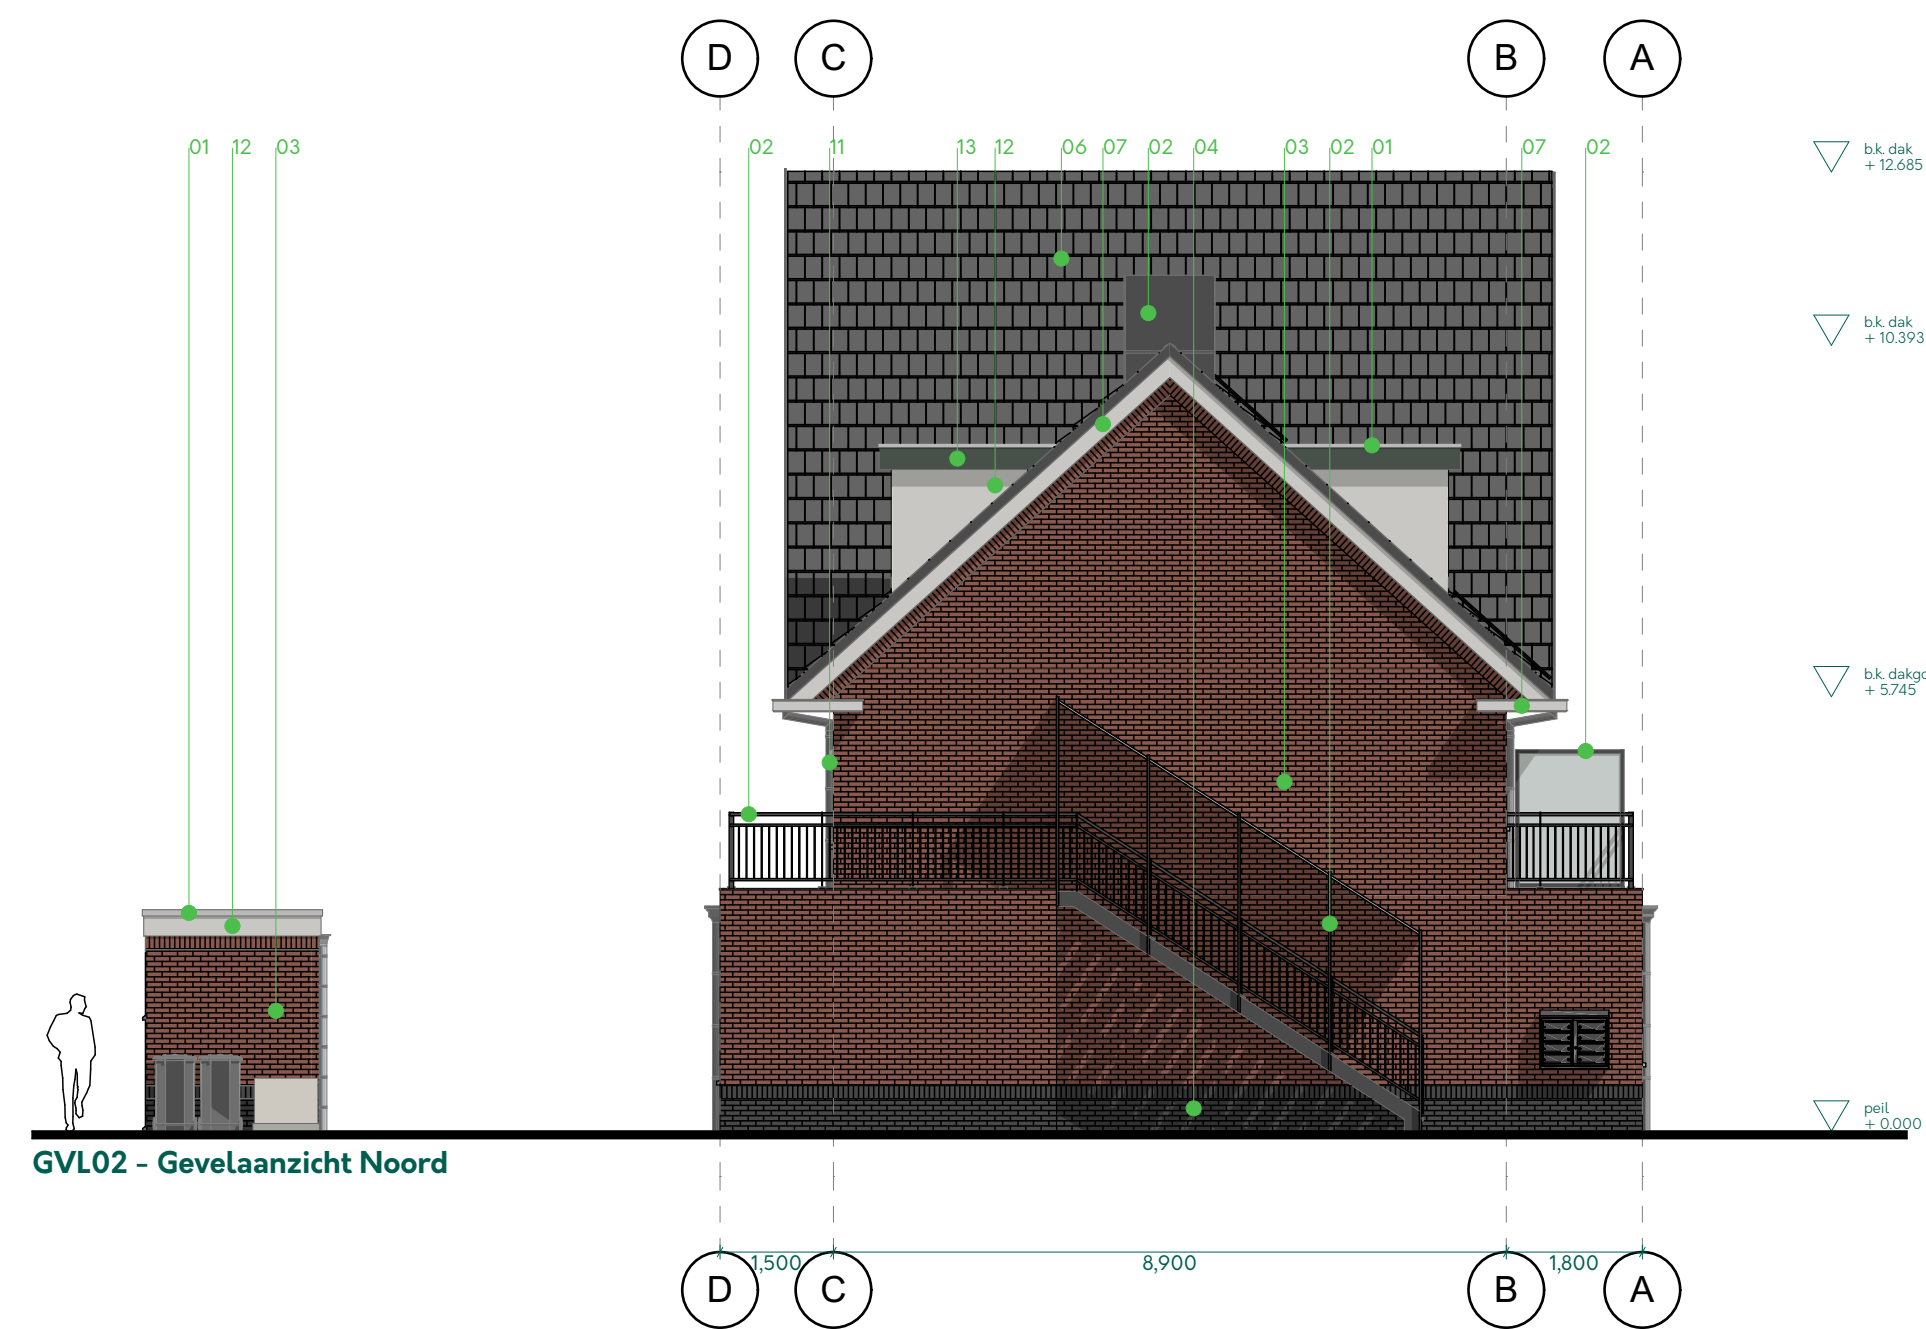 D C B A
01 12 03 02 11 13 12 06 07 02 04 03 02 01 07 02
b.k. dak
+ 12.685
b.k. dak
+ 10.393
b.k. dakgo
+ 5.745
peil
+ 0.000
GVL02 - Gevelaanzicht Noord
1,500 8,900 1,800
D C B A